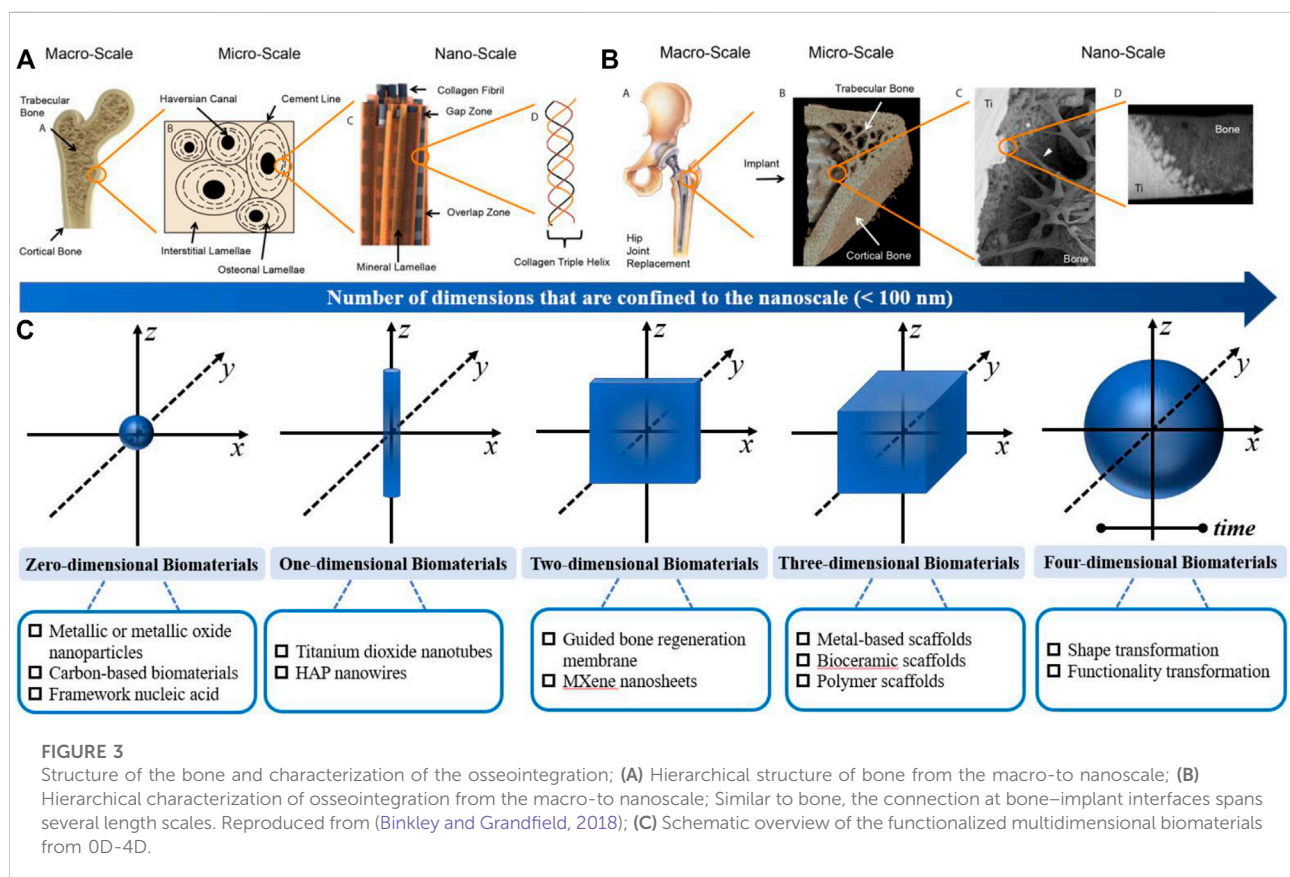 A
Macro-Scale
Micro-Scale
Nano-Scale
Trabecular
Bone
A
Cortical Bone
Haversian Canal
Cement Line
B
Interstitial Lamellae
Osteonal Lamellae
Collagen Fibril
Gap Zone
C
Overlap Zone
Mineral Lamellae
D
Collagen Triple Helix
B
Macro-Scale
Micro-Scale
Nano-Scale
A
Hip
Joint
Replacement
Implant
B
Trabecular Bone
Cortical Bone
C
Ti
*
Bone
D
Bone
Ti
Number of dimensions that are confined to the nanoscale (< 100 nm)
C
z
y
x
z
y
x
z
y
x
z
y
x
z
y
x
time
Zero-dimensional Biomaterials
One-dimensional Biomaterials
Two-dimensional Biomaterials
Three-dimensional Biomaterials
Four-dimensional Biomaterials
Metallic or metallic oxide
nanoparticles
Carbon-based biomaterials
Framework nucleic acid
Titanium dioxide nanotubes
HAP nanowires
Guided bone regeneration
membrane
MXene nanosheets
Metal-based scaffolds
Bioceramic scaffolds
Polymer scaffolds
Shape transformation
Functionality transformation
FIGURE 3
Structure of the bone and characterization of the osseointegration; (A) Hierarchical structure of bone from the macro-to nanoscale; (B)
Hierarchical characterization of osseointegration from the macro-to nanoscale; Similar to bone, the connection at bone–implant interfaces spans
several length scales. Reproduced from (Binkley and Grandfield, 2018); (C) Schematic overview of the functionalized multidimensional biomaterials
from 0D-4D.